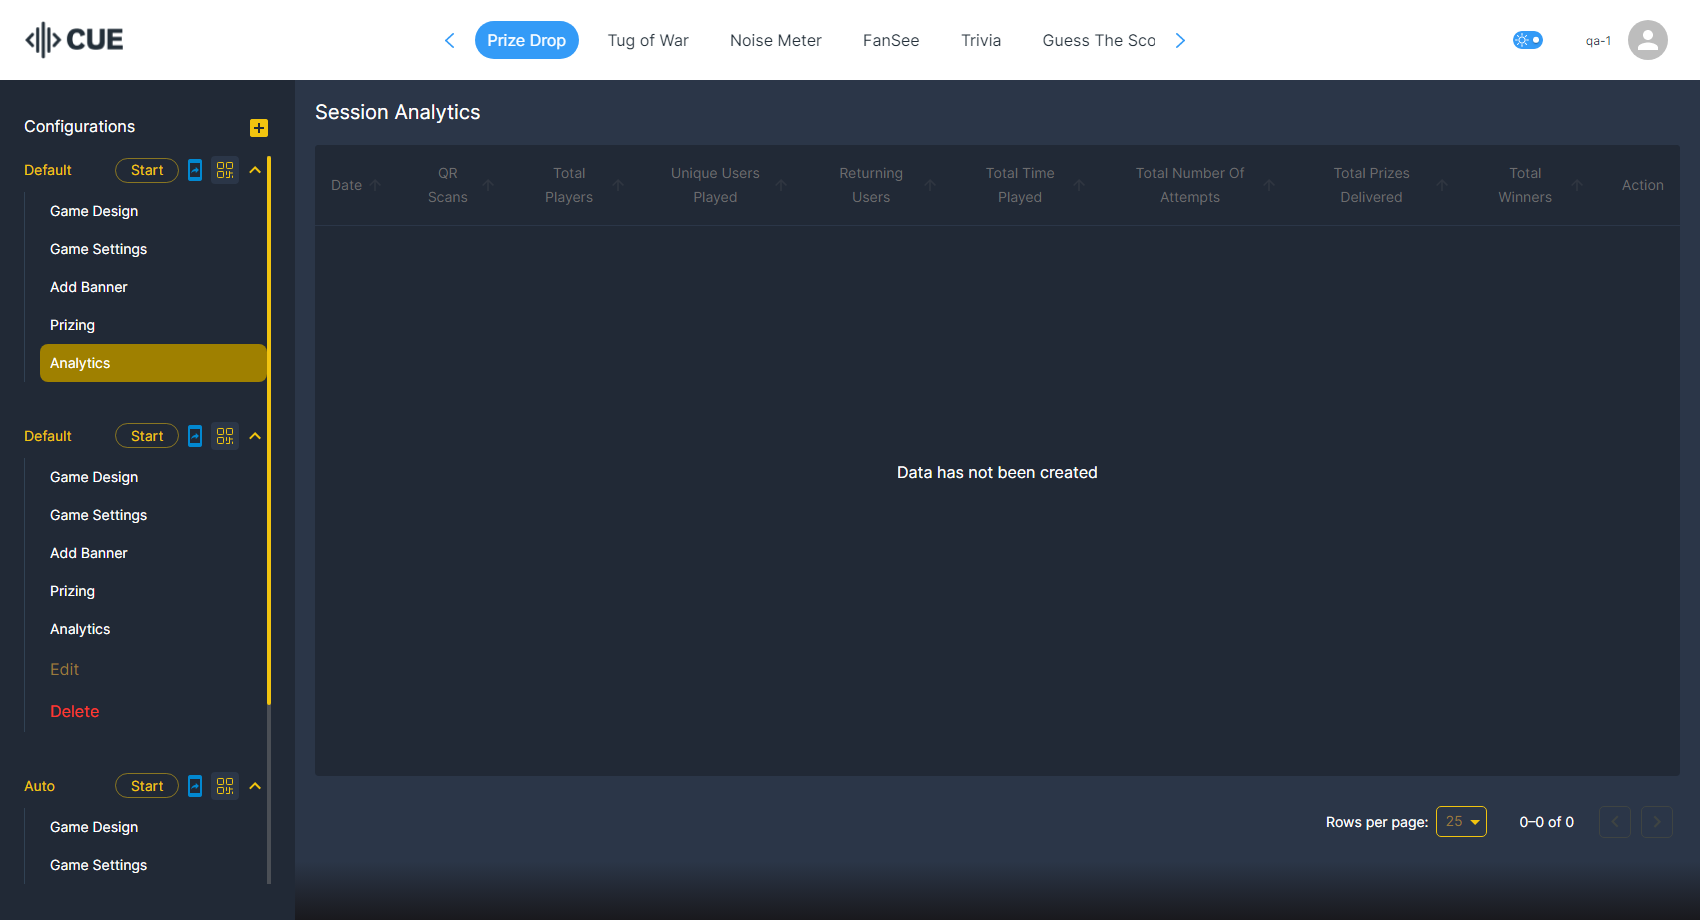 CUE
Prize Drop
Tug of War
Noise Meter
FanSee
Trivia
Guess The Sco
qa-1
Configurations
Default
Start
Game Design
Game Settings
Add Banner
Prizing
Analytics
Default
Start
Game Design
Game Settings
Add Banner
Prizing
Analytics
Edit
Delete
Auto
Start
Game Design
Game Settings
Session Analytics
Date
QR
Scans
Total
Players
Unique Users
Played
Returning
Users
Total Time
Played
Total Number Of
Attempts
Total Prizes
Delivered
Total
Winners
Action
Data has not been created
Rows per page:
25
0–0 of 0